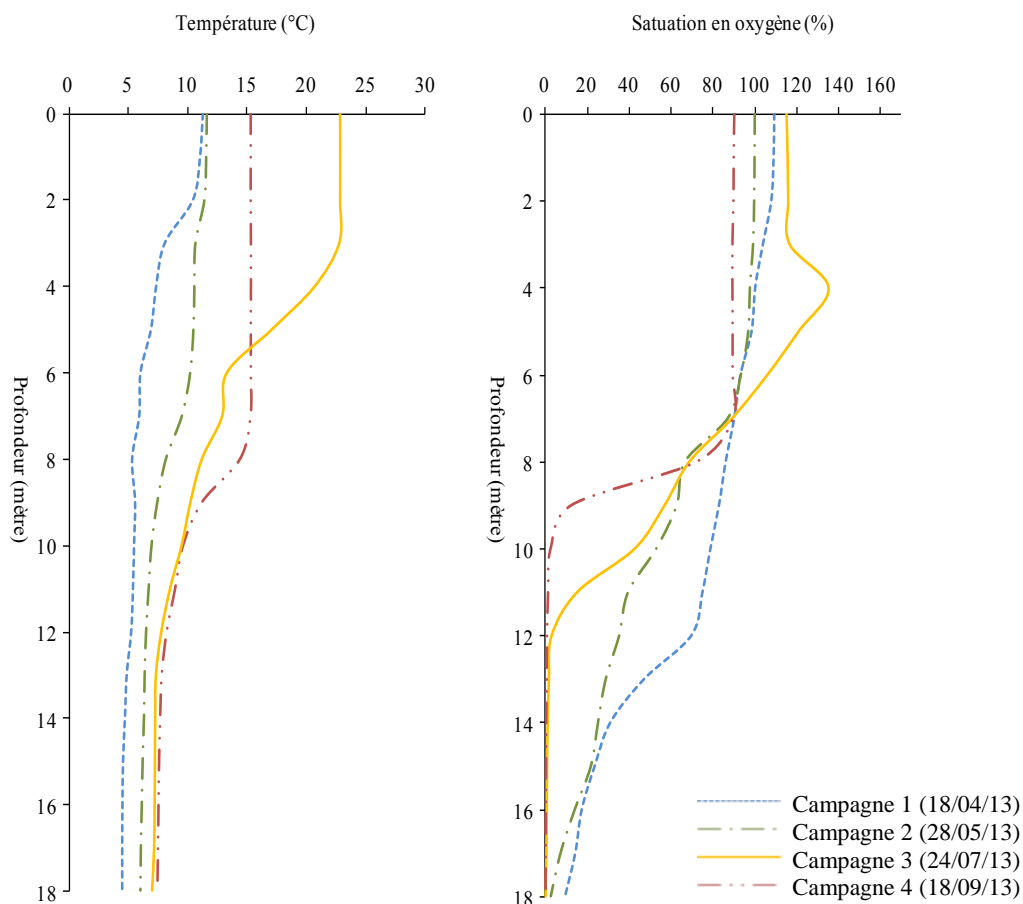 Température (°C)
Satuation en oxygène (%)
0 5 10 15 20 25 30
0 20 40 60 80 100 120 140 160
0
2
4
6
8
10
12
14
16
18
Profondeur (mètre)
0
2
4
6
8
10
12
14
16
18
Profondeur (mètre)
Campagne 1 (18/04/13)
Campagne 2 (28/05/13)
Campagne 3 (24/07/13)
Campagne 4 (18/09/13)